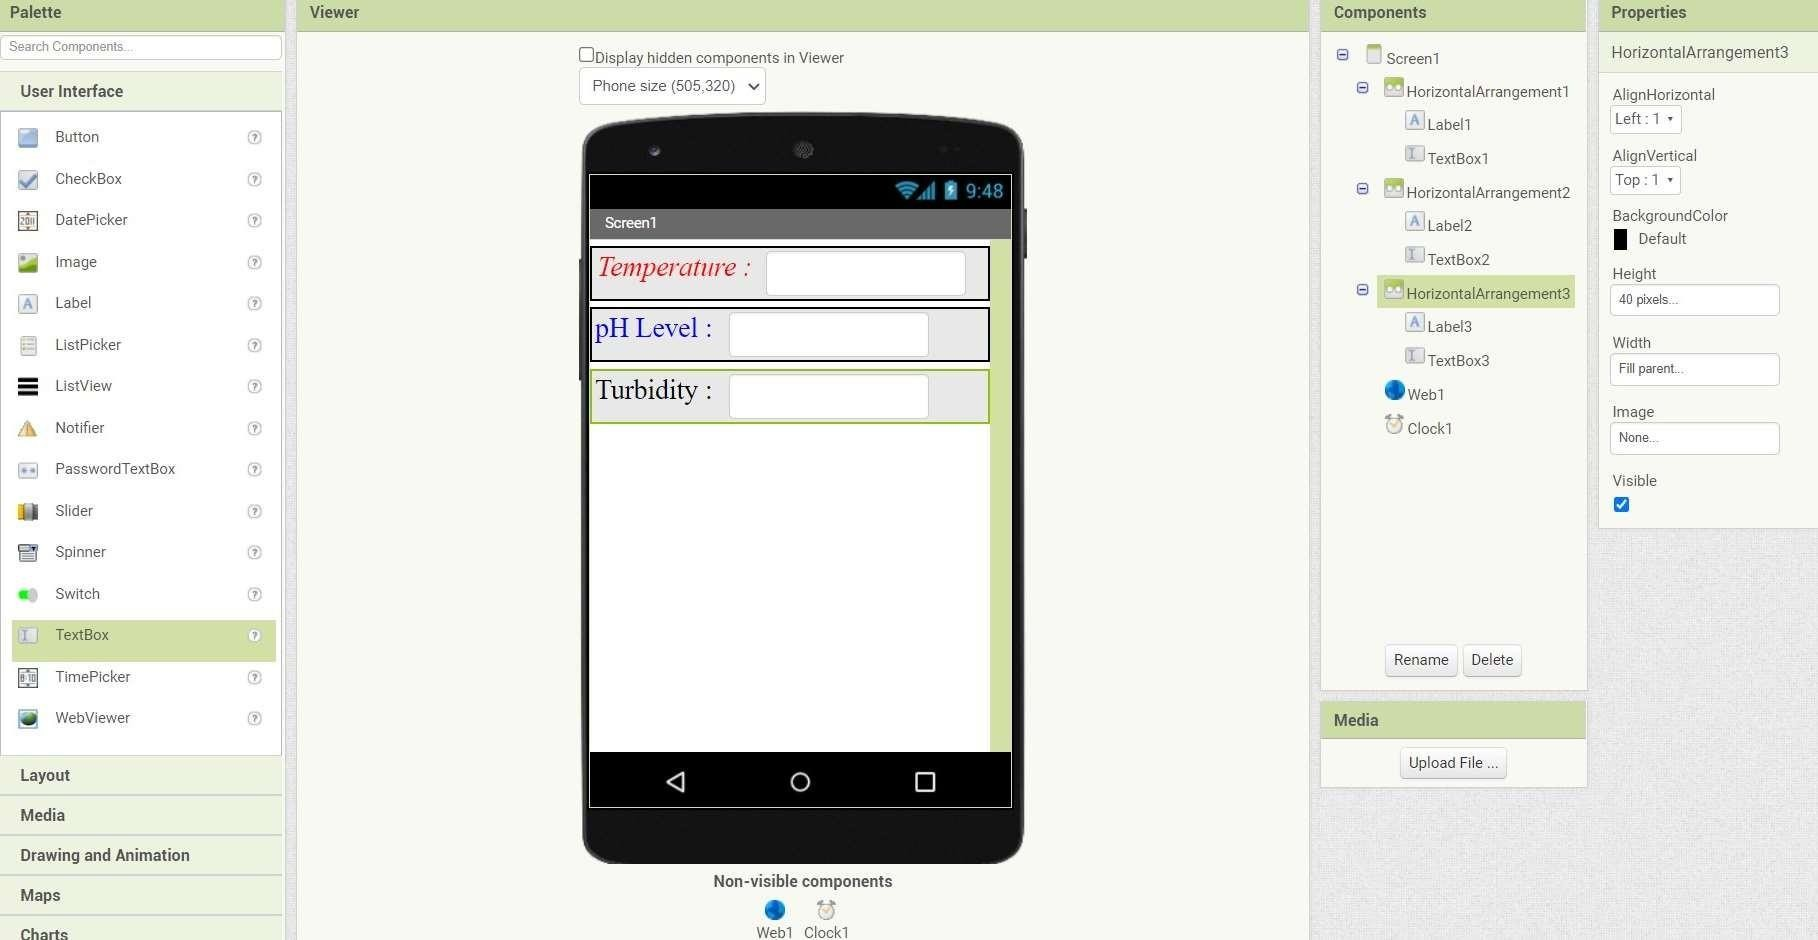 Palette
Search Components...
User Interface
Button
CheckBox
DatePicker
Image
Label
ListPicker
ListView
Notifier
PasswordTextBox
Slider
Spinner
Switch
TextBox
TimePicker
WebViewer
Layout
Media
Drawing and Animation
Maps
Charts
Viewer
Display hidden components in Viewer
Phone size (505,320)
9:48
Screen1
Temperature :
pH Level :
Turbidity :
Non-visible components
Web1 Clock1
Components
Screen1
HorizontalArrangement1
Label1
TextBox1
HorizontalArrangement2
Label2
TextBox2
HorizontalArrangement3
Label3
TextBox3
Web1
Clock1
Rename Delete
Media
Upload File ...
Properties
HorizontalArrangement3
AlignHorizontal
Left : 1
AlignVertical
Top : 1
BackgroundColor
Default
Height
40 pixels...
Width
Fill parent...
Image
None...
Visible